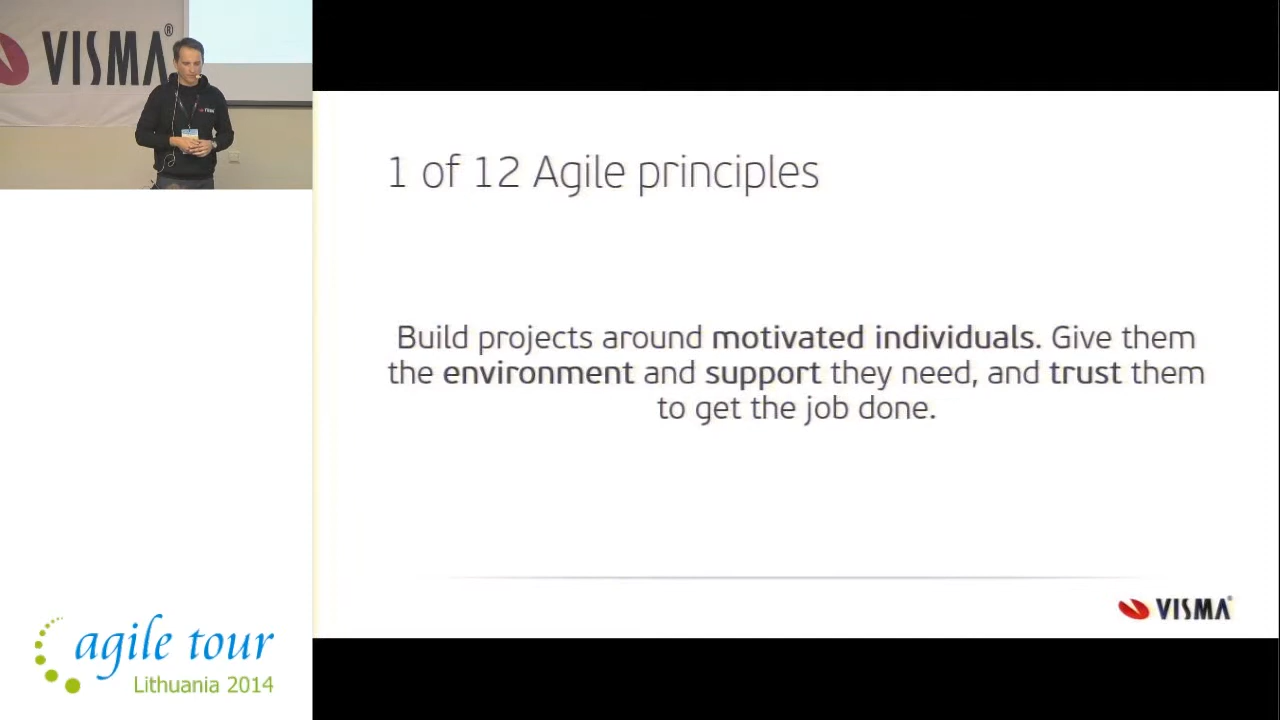 VISMA®
1 of 12 Agile principles
Build projects around motivated individuals. Give them
the environment and support they need, and trust them
to get the job done.
VISMA®
agile tour
Lithuania 2014